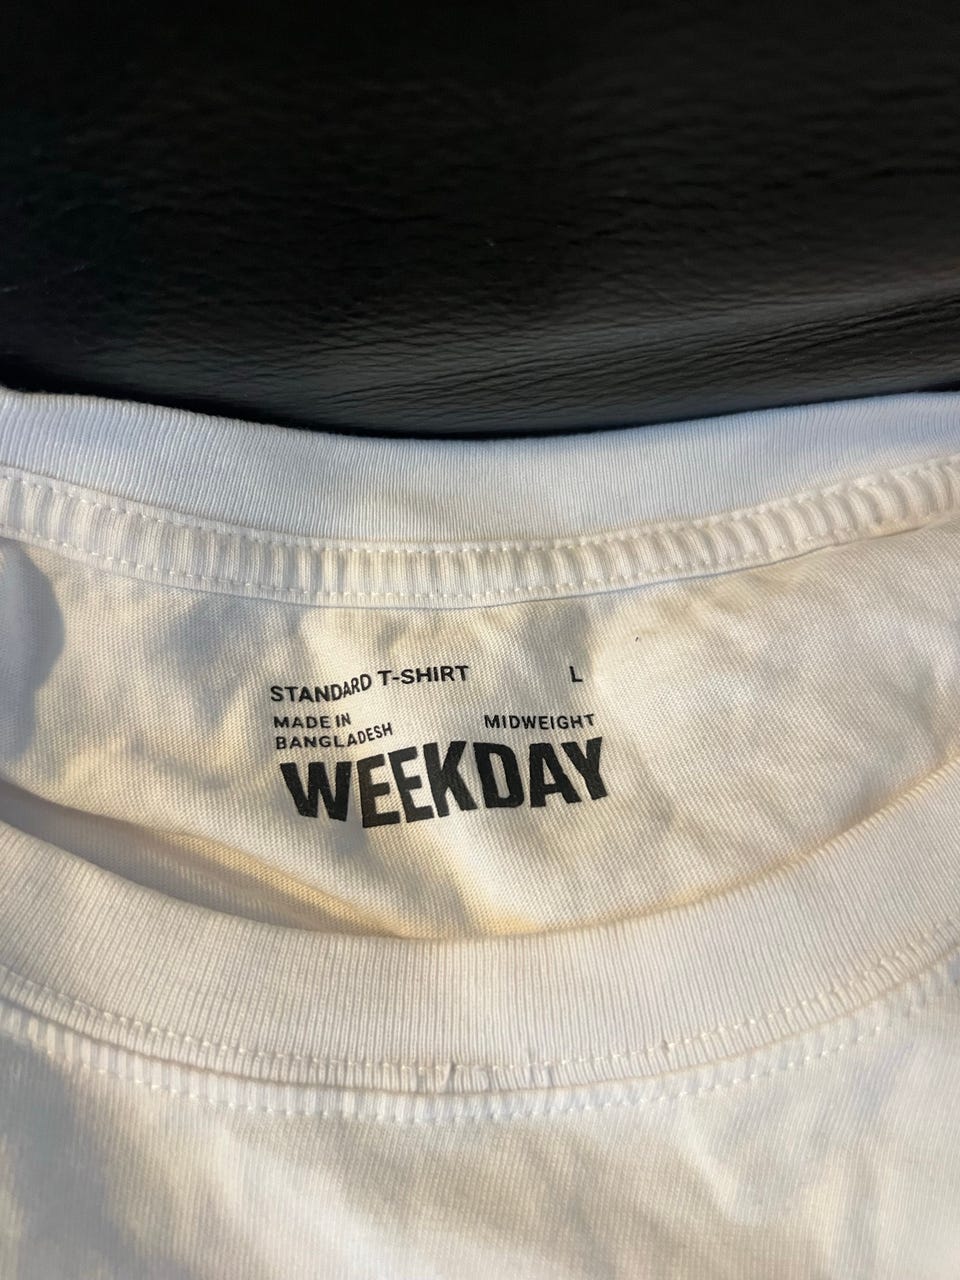 STANDARD T-SHIRT L
MADE IN
BANGLADESH MIDWEIGHT
WEEKDAY